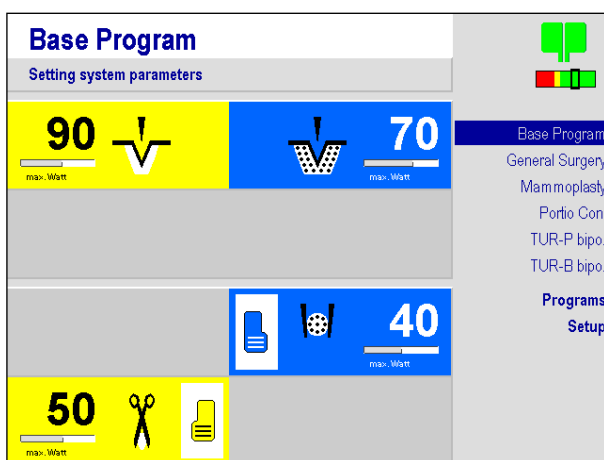 Base Program
Setting system parameters
90
max. Watt
70
max. Watt
40
max. Watt
50
max. Watt
Base Program
General Surgery
Mammoplasty
Portio Con
TUR-P bipo.
TUR-B bipo.
Programs
Setup